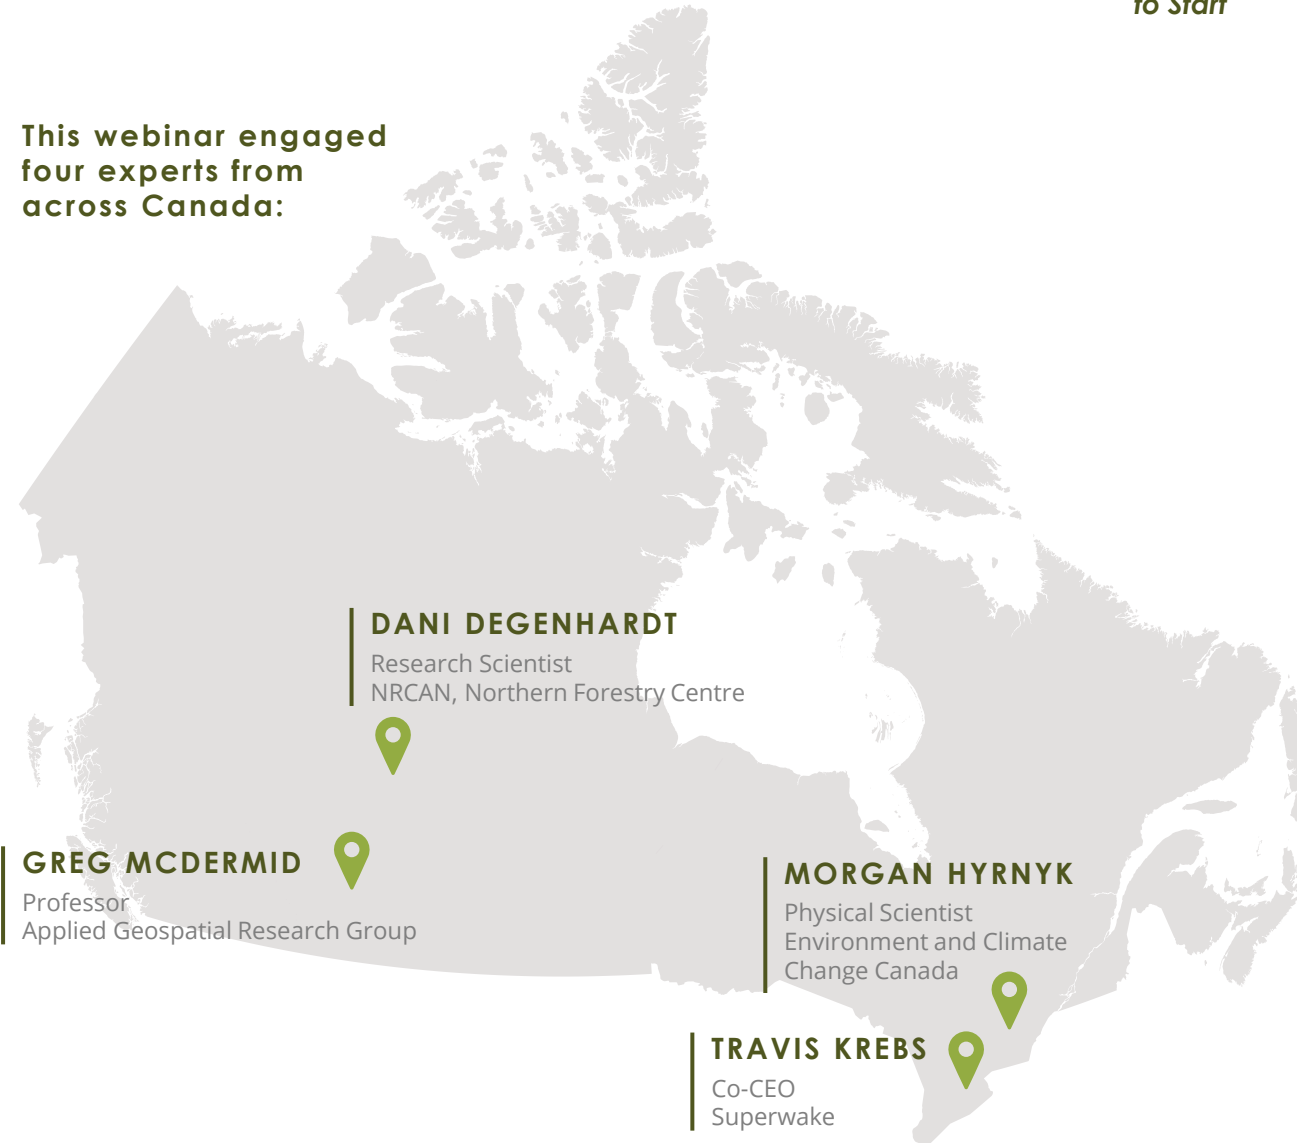 to Start
This webinar engaged
four experts from
across Canada:
DANI DEGENHARDT
Research Scientist
NRCAN, Northern Forestry Centre
GREG MCDERMID
Professor
Applied Geospatial Research Group
MORGAN HYRNYK
Physical Scientist
Environment and Climate
Change Canada
TRAVIS KREBS
Co-CEO
Superwake